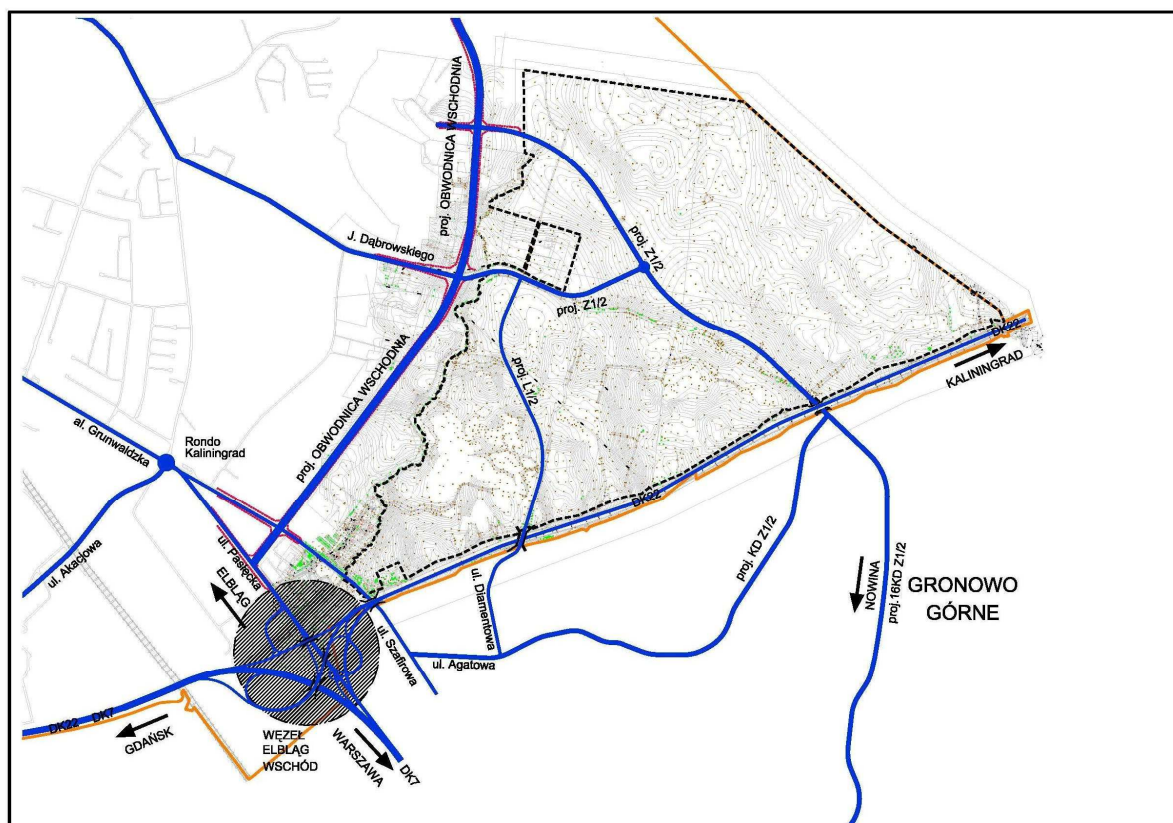 proj. OBWODNICA WSCHODNIA
J. Dąbrowskiego
proj. Z1/2
proj. Z1/2
proj. L1/2
DK22
KALININGRAD
proj. OBWODNICA WSCHODNIA
al. Grunwaldzka
Rondo
Kaliningrad
DK22
ul. Akacjowa
ul. Pasłęcka
ELBLĄG
ul. Diamentowa
proj. KD Z1/2
NOWINA
proj.16KD Z1/2
GRONOWO
GÓRNE
ul. Szafirowa
ul. Agatowa
DK22 DK7
GDAŃSK
WĘZEŁ
ELBLĄG
WSCHÓD
WARSZAWA
DK7